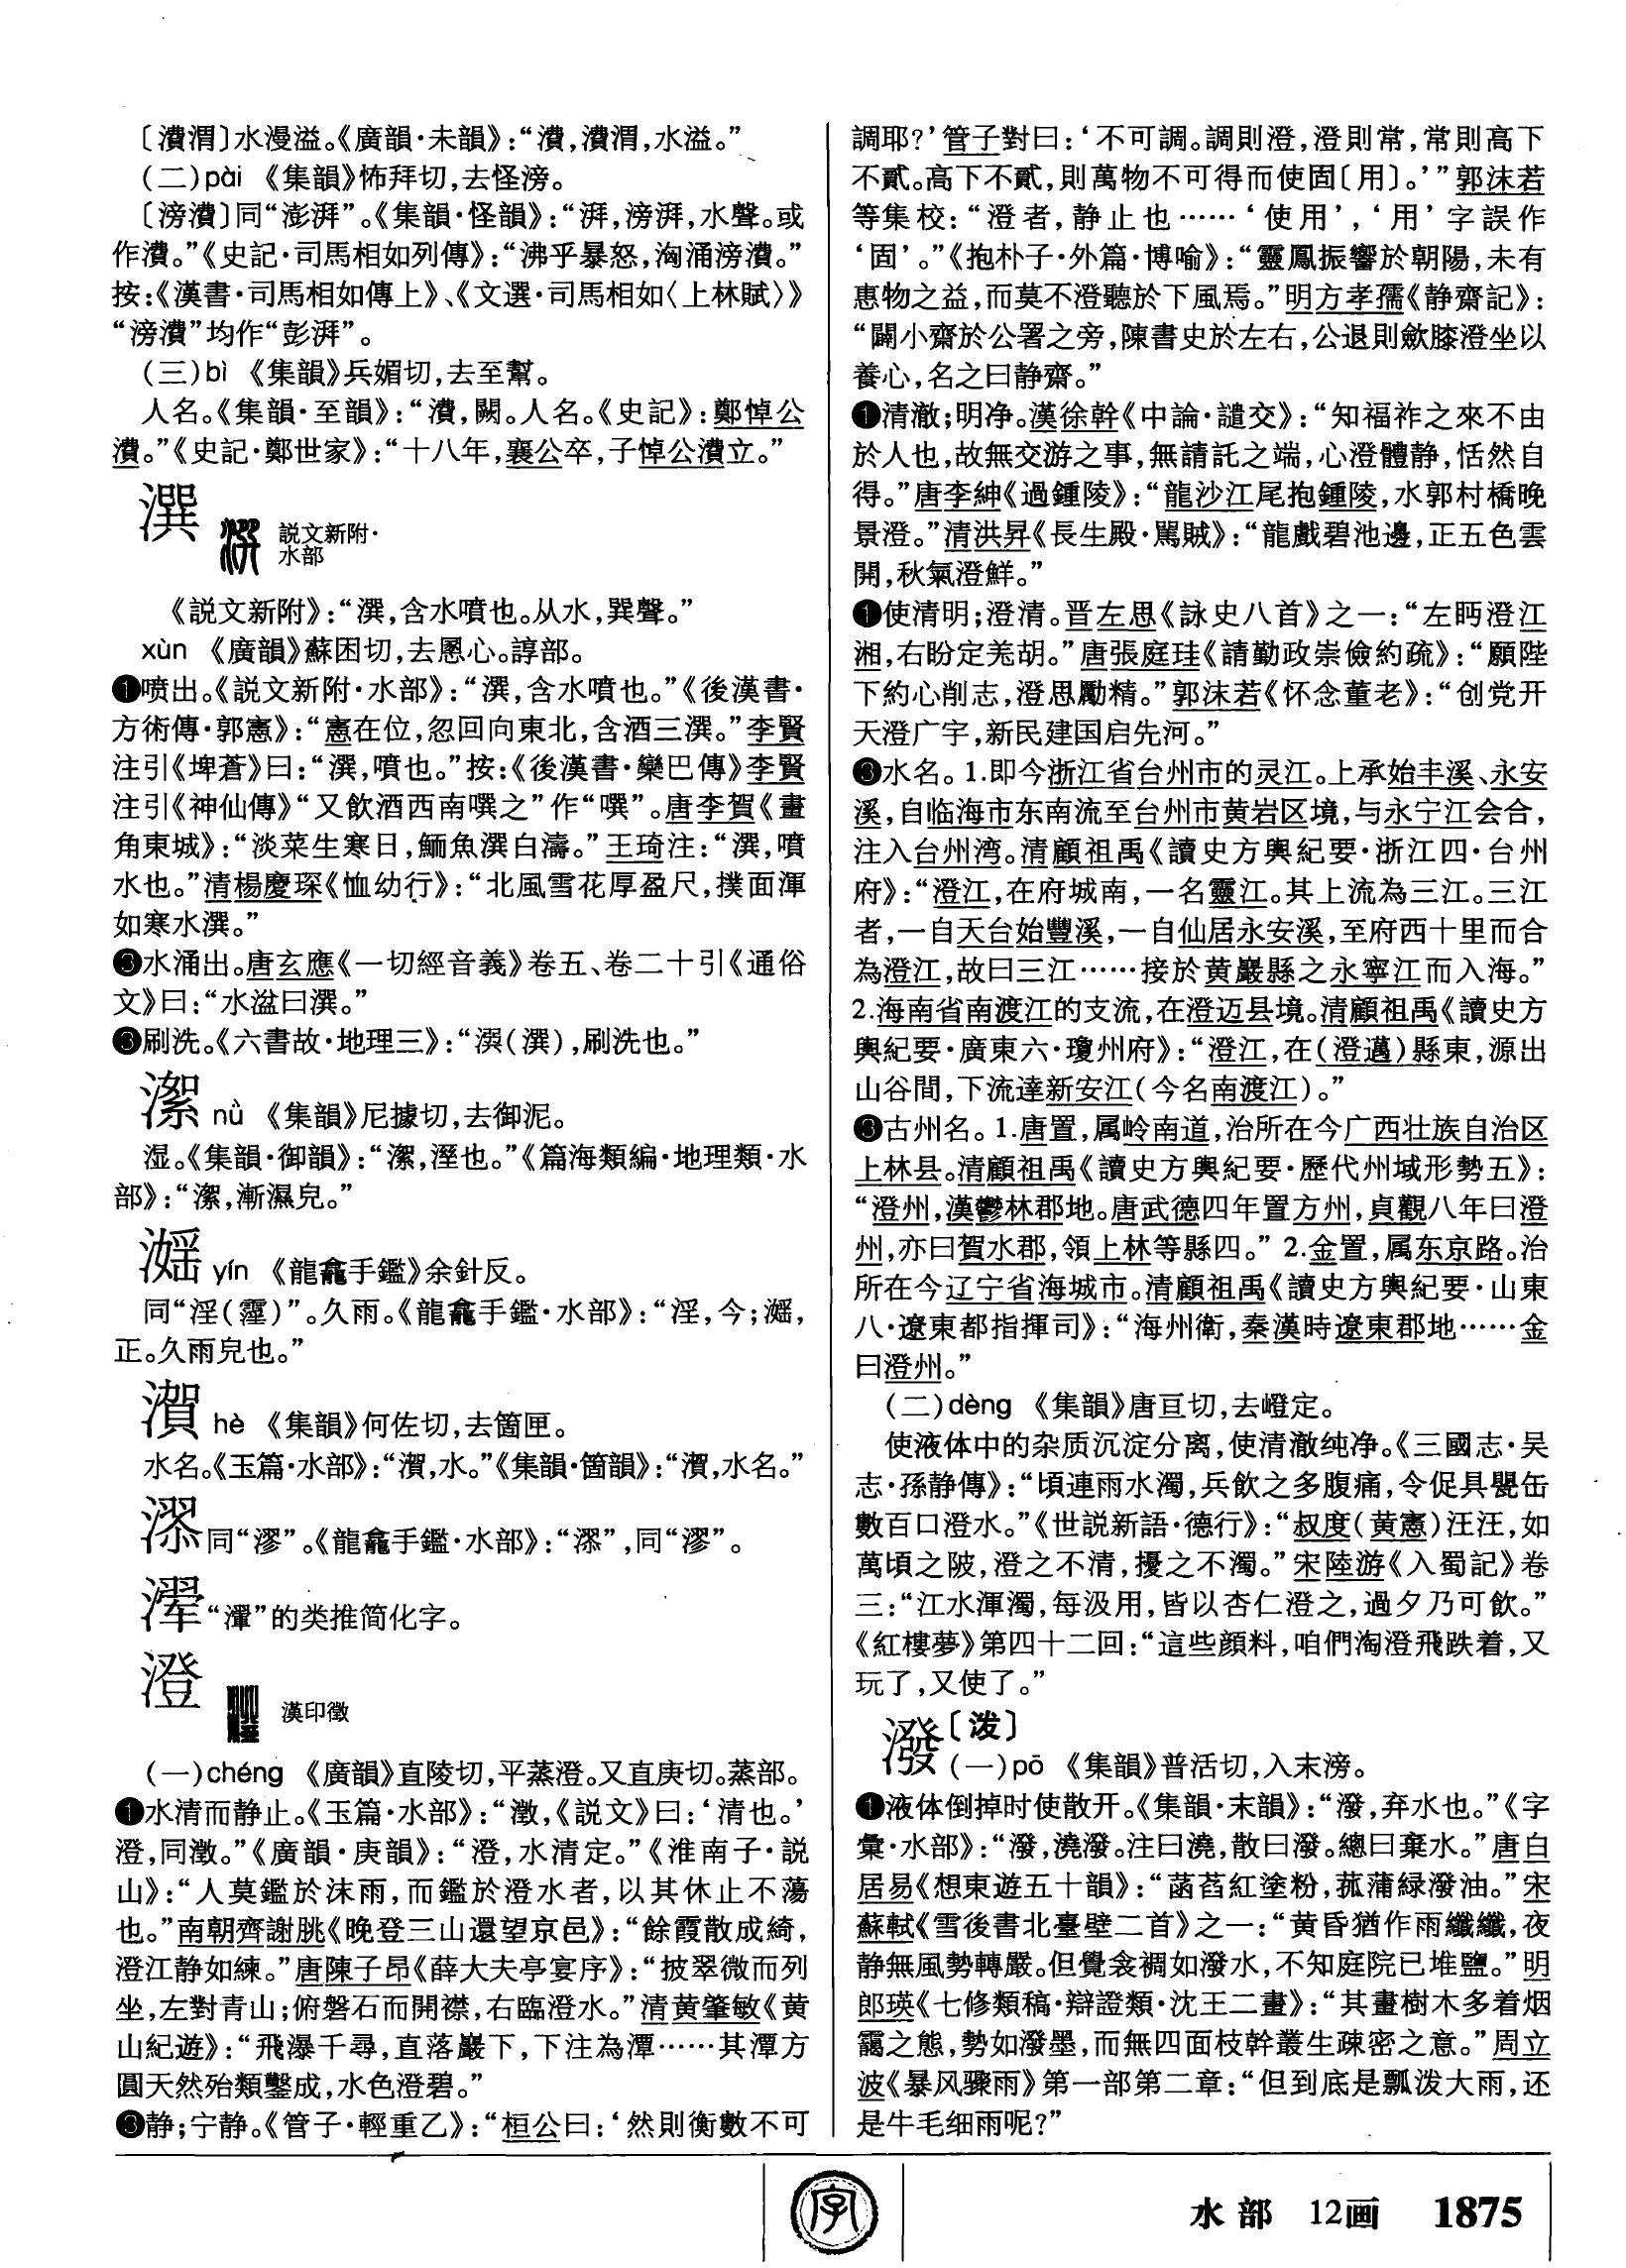 〔濆渭〕水漫溢。《廣韻·未韻》：“濆，濆渭，水溢。”
(二)pài 《集韻》怖拜切，去怪滂。
〔滂濆〕同“澎湃”。《集韻·怪韻》：“湃，滂湃，水聲。或
作濆。”《史記·司馬相如列傳》：“沸乎暴怒，洶涌滂濆。”
按：《漢書·司馬相如傳上》、《文選·司馬相如〈上林賦〉》
“滂濆”均作“彭湃”。
(三)bì 《集韻》兵媚切，去至幫。
人名。《集韻·至韻》：“濆，闕。人名。《史記》：鄭悼公
濆。”《史記·鄭世家》：“十八年，襄公卒，子悼公濆立。”
潠
説文新附·
水部
《説文新附》：“潠，含水噴也。从水，巽聲。”
xùn 《廣韻》蘇困切，去慁心。諄部。
❶喷出。《説文新附·水部》：“潠，含水噴也。”《後漢書·
方術傳·郭憲》：“憲在位，忽回向東北，含酒三潠。”李賢
注引《埤蒼》曰：“潠，噴也。”按：《後漢書·欒巴傳》李賢
注引《神仙傳》“又飲酒西南噀之”作“噀”。唐李賀《畫
角東城》：“淡菜生寒日，鮞魚潠白濤。”王琦注：“潠，噴
水也。”清楊慶琛《恤幼行》：“北風雪花厚盈尺，撲面渾
如寒水潠。”
❸水涌出。唐玄應《一切經音義》卷五、卷二十引《通俗
文》曰：“水湓曰潠。”
❸刷洗。《六書故·地理三》：“㵊(潠)，刷洗也。”
㵖 nǜ 《集韻》尼據切，去御泥。
湿。《集韻·御韻》：“㵖，溼也。”《篇海類編·地理類·水
部》：“㵖，漸濕皃。”
yín 《龍龕手鑑》余針反。
同“淫(霪)”。久雨。《龍龕手鑑·水部》：“淫，今；
正。久雨皃也。”
㵑 hè 《集韻》何佐切，去箇匣。
水名。《玉篇·水部》：“㵑，水。”《集韻·箇韻》：“㵑，水名。”
同“漻”。《龍龕手鑑·水部》：“，同“漻”。
“瀈”的类推简化字。
澄
漢印徵
(一)chéng 《廣韻》直陵切，平蒸澄。又直庚切。蒸部。
❶水清而静止。《玉篇·水部》：“澂，《説文》曰：‘清也。’
澄，同澂。”《廣韻·庚韻》：“澄，水清定。”《淮南子·説
山》：“人莫鑑於沫雨，而鑑於澄水者，以其休止不蕩
也。”南朝齊謝朓《晚登三山還望京邑》：“餘霞散成綺，
澄江静如練。”唐陳子昂《薛大夫亭宴序》：“披翠微而列
坐，左對青山；俯磐石而開襟，右臨澄水。”清黄肇敏《黄
山紀遊》：“飛瀑千尋，直落巖下，下注為潭……其潭方
圓天然殆類鑿成，水色澄碧。”
❸静；宁静。《管子·輕重乙》：“桓公曰：‘然則衡數不可
調耶？’管子對曰：‘不可調。調則澄，澄則常，常則高下
不貳。高下不貳，則萬物不可得而使固〔用〕。’”郭沫若
等集校：“澄者，静止也……‘使用’，‘用’字誤作
‘固’。”《抱朴子·外篇·博喻》：“靈鳳振響於朝陽，未有
惠物之益，而莫不澄聽於下風焉。”明方孝孺《静齋記》：
“闢小齋於公署之旁，陳書史於左右，公退則斂膝澄坐以
養心，名之曰静齋。”
❶清澈；明净。漢徐幹《中論·譴交》：“知福祚之來不由
於人也，故無交游之事，無請託之端，心澄體静，恬然自
得。”唐李紳《過鍾陵》：“龍沙江尾抱鍾陵，水郭村橋晚
景澄。”清洪昇《長生殿·罵賊》：“龍戲碧池邊，正五色雲
開，秋氣澄鮮。”
❶使清明；澄清。晋左思《詠史八首》之一：“左眄澄江
湘，右盼定羌胡。”唐張庭珪《請勤政崇儉約疏》：“願陛
下約心削志，澄思勵精。”郭沫若《怀念董老》：“创党开
天澄广宇，新民建国启先河。”
❸水名。1.即今浙江省台州市的灵江。上承始丰溪、永安
溪，自临海市东南流至台州市黄岩区境，与永宁江会合，
注入台州湾。清顧祖禹《讀史方輿紀要·浙江四·台州
府》：“澄江，在府城南，一名靈江。其上流為三江。三江
者，一自天台始豐溪，一自仙居永安溪，至府西十里而合
為澄江，故曰三江……接於黄巖縣之永寧江而入海。”
2.海南省南渡江的支流，在澄迈县境。清顧祖禹《讀史方
輿紀要·廣東六·瓊州府》：“澄江，在(澄邁)縣東，源出
山谷間，下流達新安江(今名南渡江)。”
❸古州名。1.唐置，属岭南道，治所在今广西壮族自治区
上林县。清顧祖禹《讀史方輿紀要·歷代州域形勢五》：
“澄州，漢鬱林郡地。唐武德四年置方州，貞觀八年曰澄
州，亦曰賀水郡，領上林等縣四。”2.金置，属东京路。治
所在今辽宁省海城市。清顧祖禹《讀史方輿紀要·山東
八·遼東都指揮司》：“海州衛，秦漢時遼東郡地……金
曰澄州。”
(二)dèng 《集韻》唐亘切，去嶝定。
使液体中的杂质沉淀分离，使清澈纯净。《三國志·吴
志·孫静傳》：“頃連雨水濁，兵飲之多腹痛，令促具甖缶
數百口澄水。”《世説新語·德行》：“叔度(黄憲)汪汪，如
萬頃之陂，澄之不清，擾之不濁。”宋陸游《入蜀記》卷
三：“江水渾濁，每汲用，皆以杏仁澄之，過夕乃可飲。”
《紅樓夢》第四十二回：“這些顔料，咱們淘澄飛跌着，又
玩了，又使了。”
潑〔泼〕
(一)pō 《集韻》普活切，入末滂。
❶液体倒掉时使散开。《集韻·末韻》：“潑，弃水也。”《字
彙·水部》：“潑，澆潑。注曰澆，散曰潑。總曰棄水。”唐白
居易《想東遊五十韻》：“菡萏紅塗粉，菰蒲緑潑油。”宋
蘇軾《雪後書北臺壁二首》之一：“黄昏猶作雨纖纖，夜
静無風勢轉嚴。但覺衾裯如潑水，不知庭院已堆鹽。”明
郎瑛《七修類稿·辯證類·沈王二畫》：“其畫樹木多着烟
靄之態，勢如潑墨，而無四面枝幹叢生疎密之意。”周立
波《暴风骤雨》第一部第二章：“但到底是瓢泼大雨，还
是牛毛细雨呢？”
字
水部 12画 1875